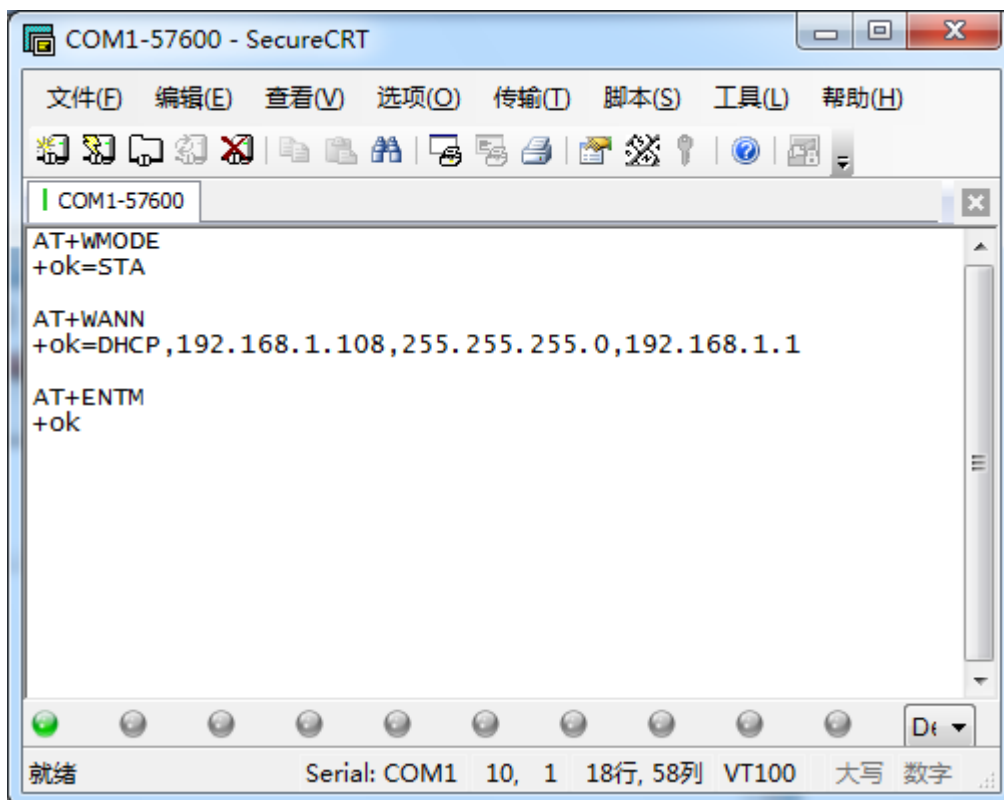 COM1-57600 - SecureCRT
文件(F) 编辑(E) 查看(V) 选项(O) 传输(T) 脚本(S) 工具(L) 帮助(H)
COM1-57600
AT+WMODE
+ok=STA
AT+WANN
+ok=DHCP,192.168.1.108,255.255.255.0,192.168.1.1
AT+ENTM
+ok
就绪 Serial: COM1 10, 1 18行, 58列 VT100 大写 数字